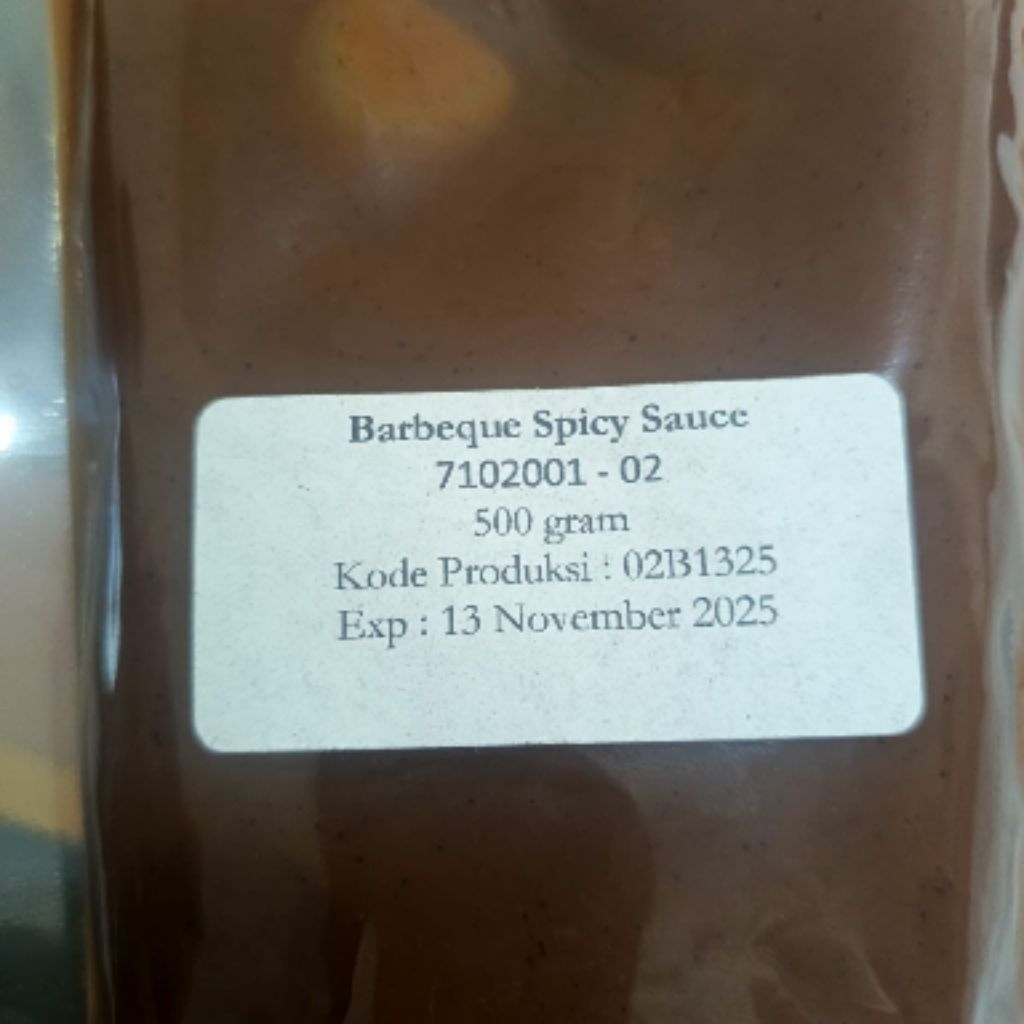 Barbeque Spicy Sauce
7102001 - 02
500 gram
Kode Produksi : 02B1325
Exp : 13 November 2025